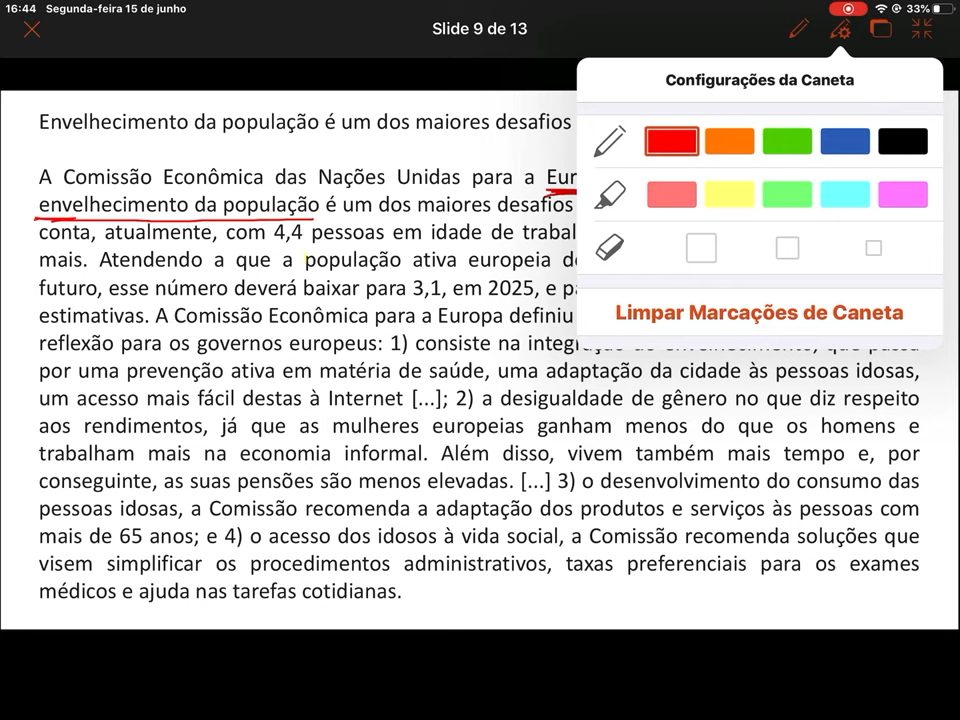 16:44 Segunda-feira 15 de junho
33%
Slide 9 de 13
Configurações da Caneta
Limpar Marcações de Caneta
Envelhecimento da população é um dos maiores desafios
A Comissão Econômica das Nações Unidas para a Eur
envelhecimento da população é um dos maiores desafios
conta, atualmente, com 4,4 pessoas em idade de trabal
mais. Atendendo a que a população ativa europeia de
futuro, esse número deverá baixar para 3,1, em 2025, e pa
estimativas. A Comissão Econômica para a Europa definiu
reflexão para os governos europeus: 1) consiste na integração do envelhecimento, que passa
por uma prevenção ativa em matéria de saúde, uma adaptação da cidade às pessoas idosas,
um acesso mais fácil destas à Internet [...]; 2) a desigualdade de gênero no que diz respeito
aos rendimentos, já que as mulheres europeias ganham menos do que os homens e
trabalham mais na economia informal. Além disso, vivem também mais tempo e, por
conseguinte, as suas pensões são menos elevadas. [...] 3) o desenvolvimento do consumo das
pessoas idosas, a Comissão recomenda a adaptação dos produtos e serviços às pessoas com
mais de 65 anos; e 4) o acesso dos idosos à vida social, a Comissão recomenda soluções que
visem simplificar os procedimentos administrativos, taxas preferenciais para os exames
médicos e ajuda nas tarefas cotidianas.